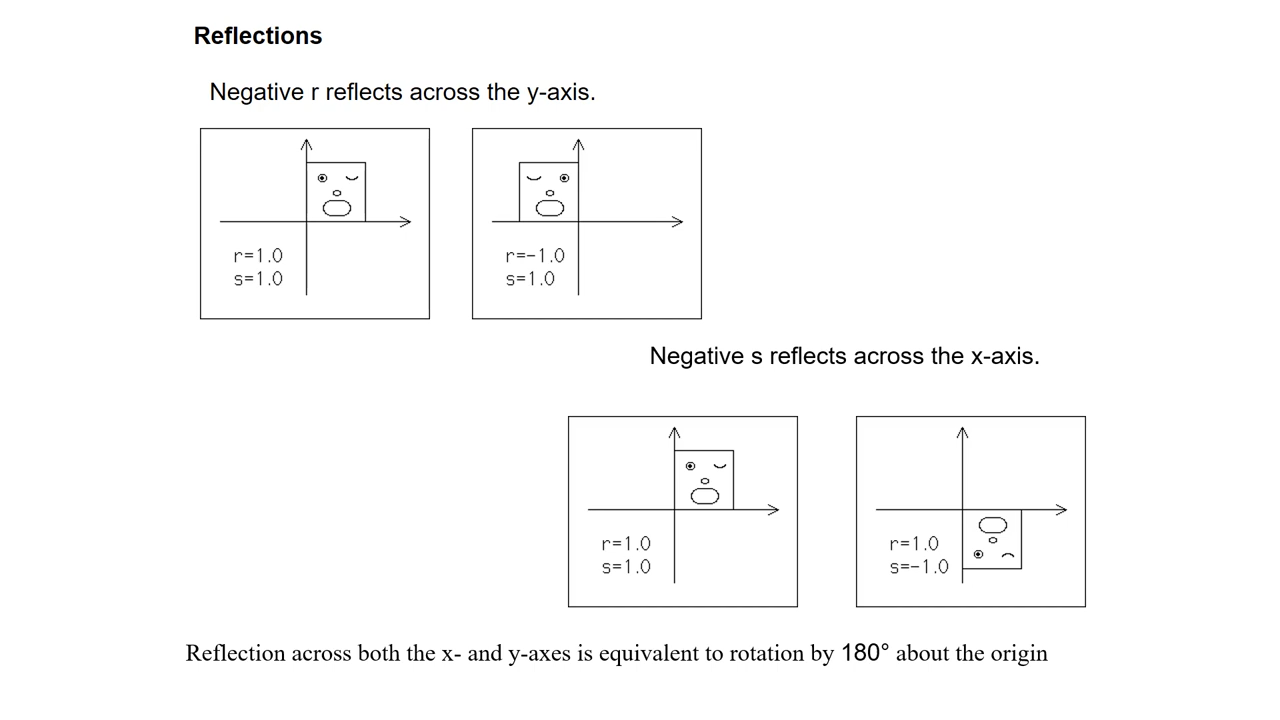 Reflections
Negative r reflects across the y-axis.
r=1.0
s=1.0
r=-1.0
s=1.0
Negative s reflects across the x-axis.
r=1.0
s=1.0
r=1.0
s=-1.0
Reflection across both the x- and y-axes is equivalent to rotation by 180° about the origin